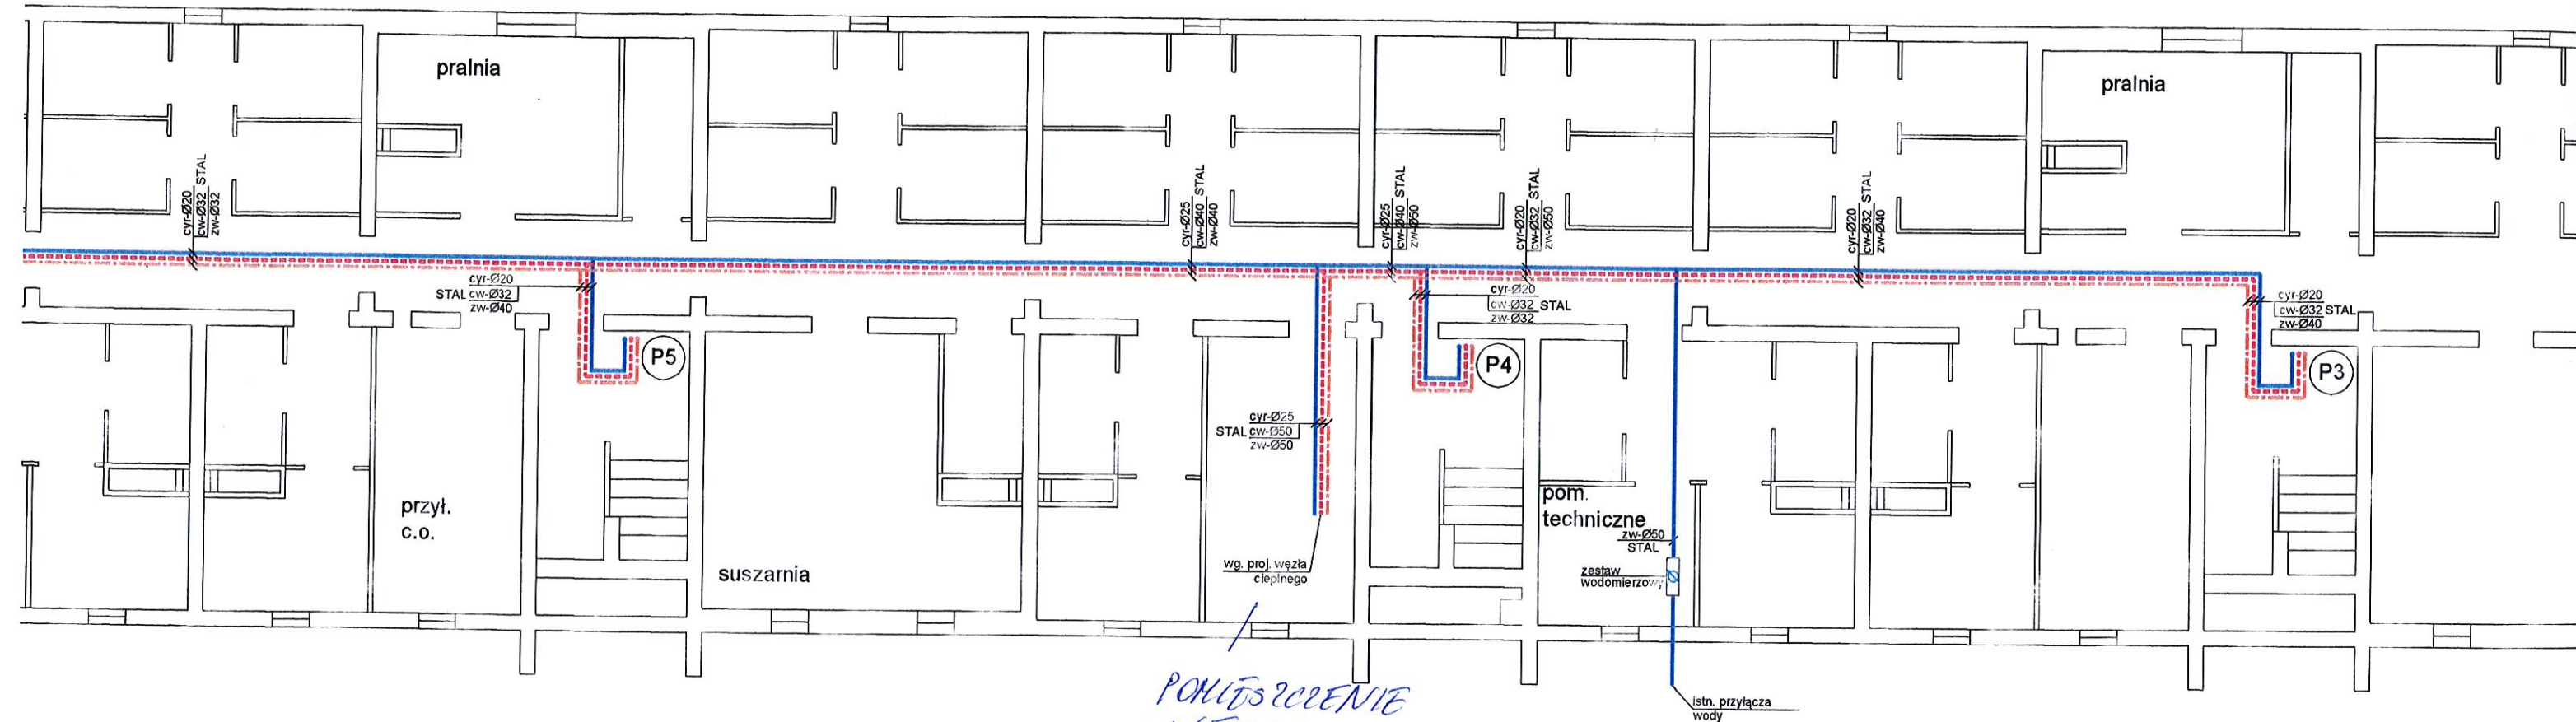 pralnia
pralnia
cyr-Ø20
cw-Ø32 STAL
zw-Ø32
cyr-Ø25
cw-Ø40 STAL
zw-Ø40
cyr-Ø25
cw-Ø40 STAL
zw-Ø50
cyr-Ø20
cw-Ø32 STAL
zw-Ø50
cyr-Ø20
cw-Ø32 STAL
zw-Ø40
cyr-Ø20
STAL cw-Ø32
zw-Ø40
cyr-Ø20
cw-Ø32 STAL
zw-Ø32
cyr-Ø20
cw-Ø32 STAL
zw-Ø40
P5
P4
P3
cyr-Ø25
STAL cw-Ø50
zw-Ø50
przył.
c.o.
pom.
techniczne
zw-Ø50
STAL
suszarnia
wg. proj. węzła
cieplnego
zestaw
wodomierzowy
POMIESZCZENIE
istn. przyłącza
wody